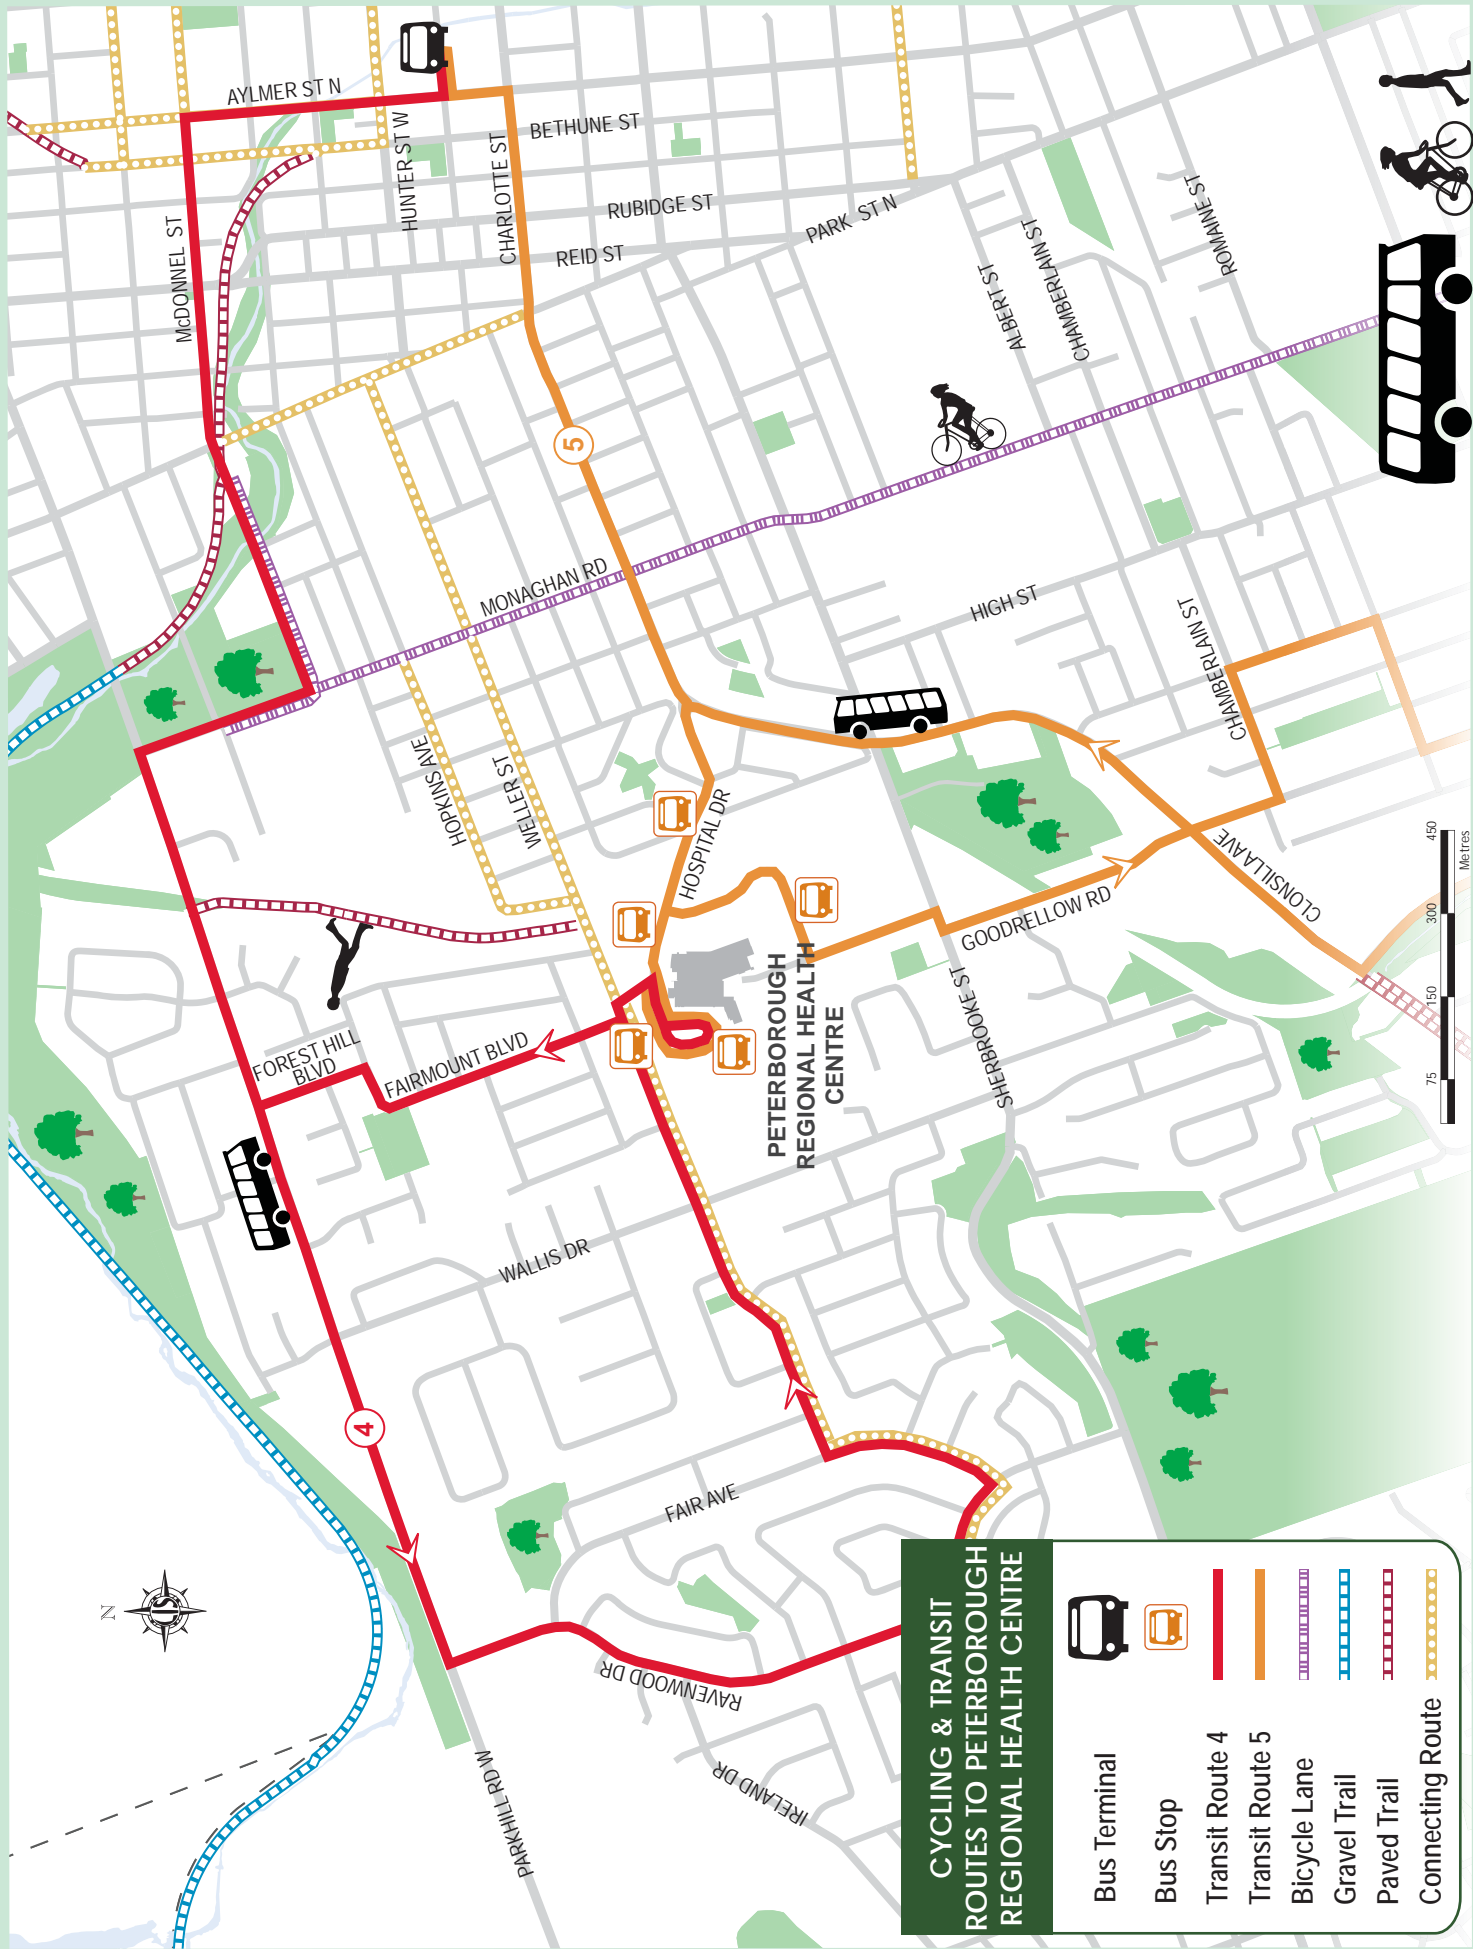 CYCLING & TRANSIT
ROUTES TO PETERBOROUGH
REGIONAL HEALTH CENTRE
Bus Terminal
Bus Stop
Transit Route 4
Transit Route 5
Bicycle Lane
Gravel Trail
Paved Trail
Connecting Route
N
GIS
PARKHILL RD W
RAVENWOOD DR
IRELAND DR
FAIR AVE
4
WALLIS DR
FOREST HILL
BLVD
FAIRMOUNT BLVD
PETERBOROUGH
REGIONAL HEALTH
CENTRE
SHERBROOKE ST
GOODRELLOW RD
CLONSILLA AVE
HOSPITAL DR
HOPKINS AVE
WELLER ST
MONAGHAN RD
HIGH ST
CHAMBERLAIN ST
CHAMBERLAIN ST
5
McDONNEL ST
AYLMER ST N
HUNTER ST W
CHARLOTTE ST
BETHUNE ST
RUBIDGE ST
REID ST
PARK ST N
ALBERT ST
CHAMBERLAIN ST
ROMAINE ST
75
150
300
450
Metres